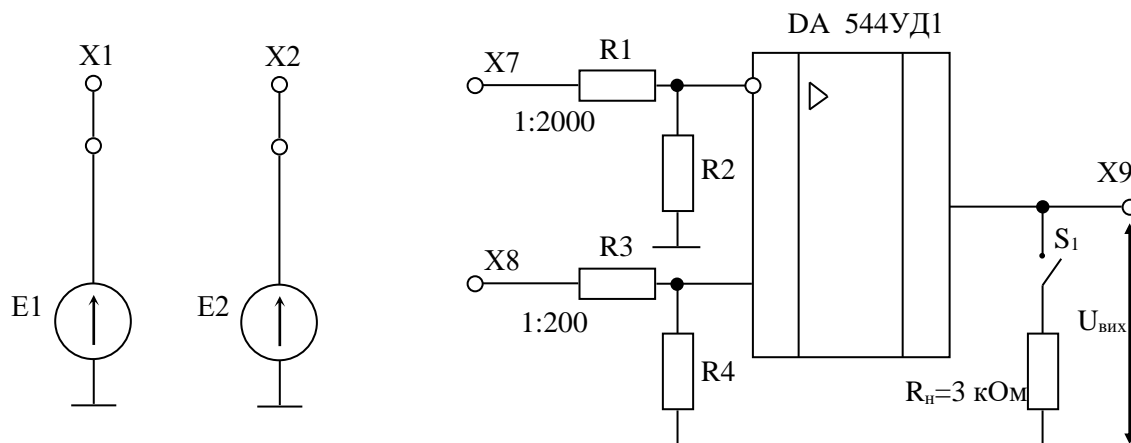 DA 544УД1
X1
X2
X7
R1
1:2000
R2
X9
X8
R3
S1
1:200
E1
E2
Uвих
R4
Rн=3 кОм